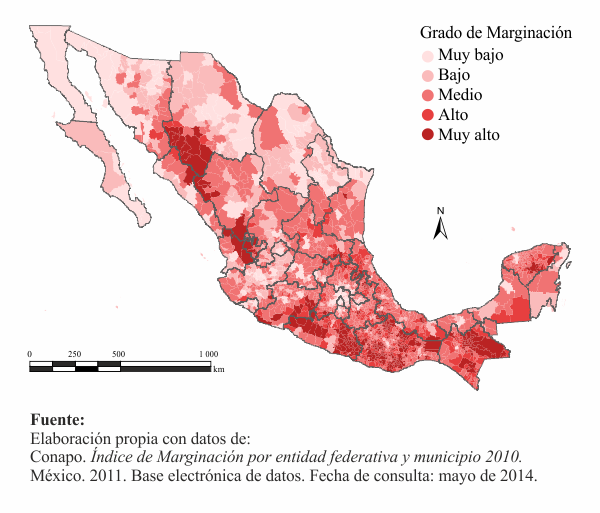 Grado de Marginación
Muy bajo
Bajo
Medio
Alto
Muy alto
N
0 250 500 1 000
km
Fuente:
Elaboración propia con datos de:
Conapo. Índice de Marginación por entidad federativa y municipio 2010.
México. 2011. Base electrónica de datos. Fecha de consulta: mayo de 2014.